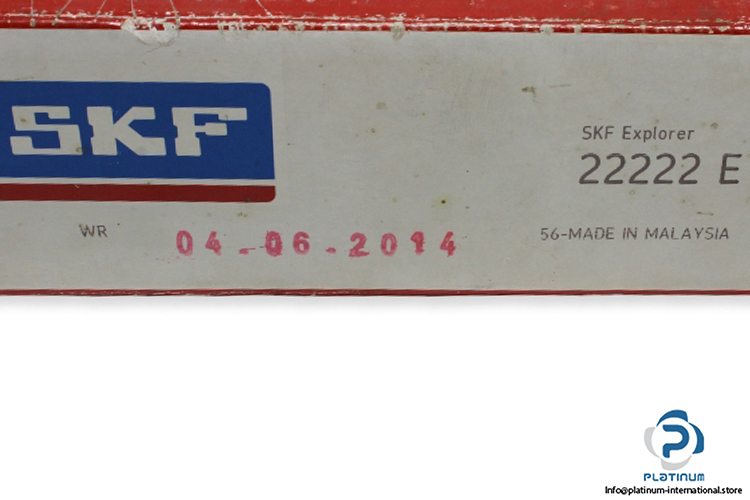 SKF
SKF Explorer
22222 E
WR
04.06.2014
56-MADE IN MALAYSIA
PLATINUM
Info@platinum-international.store